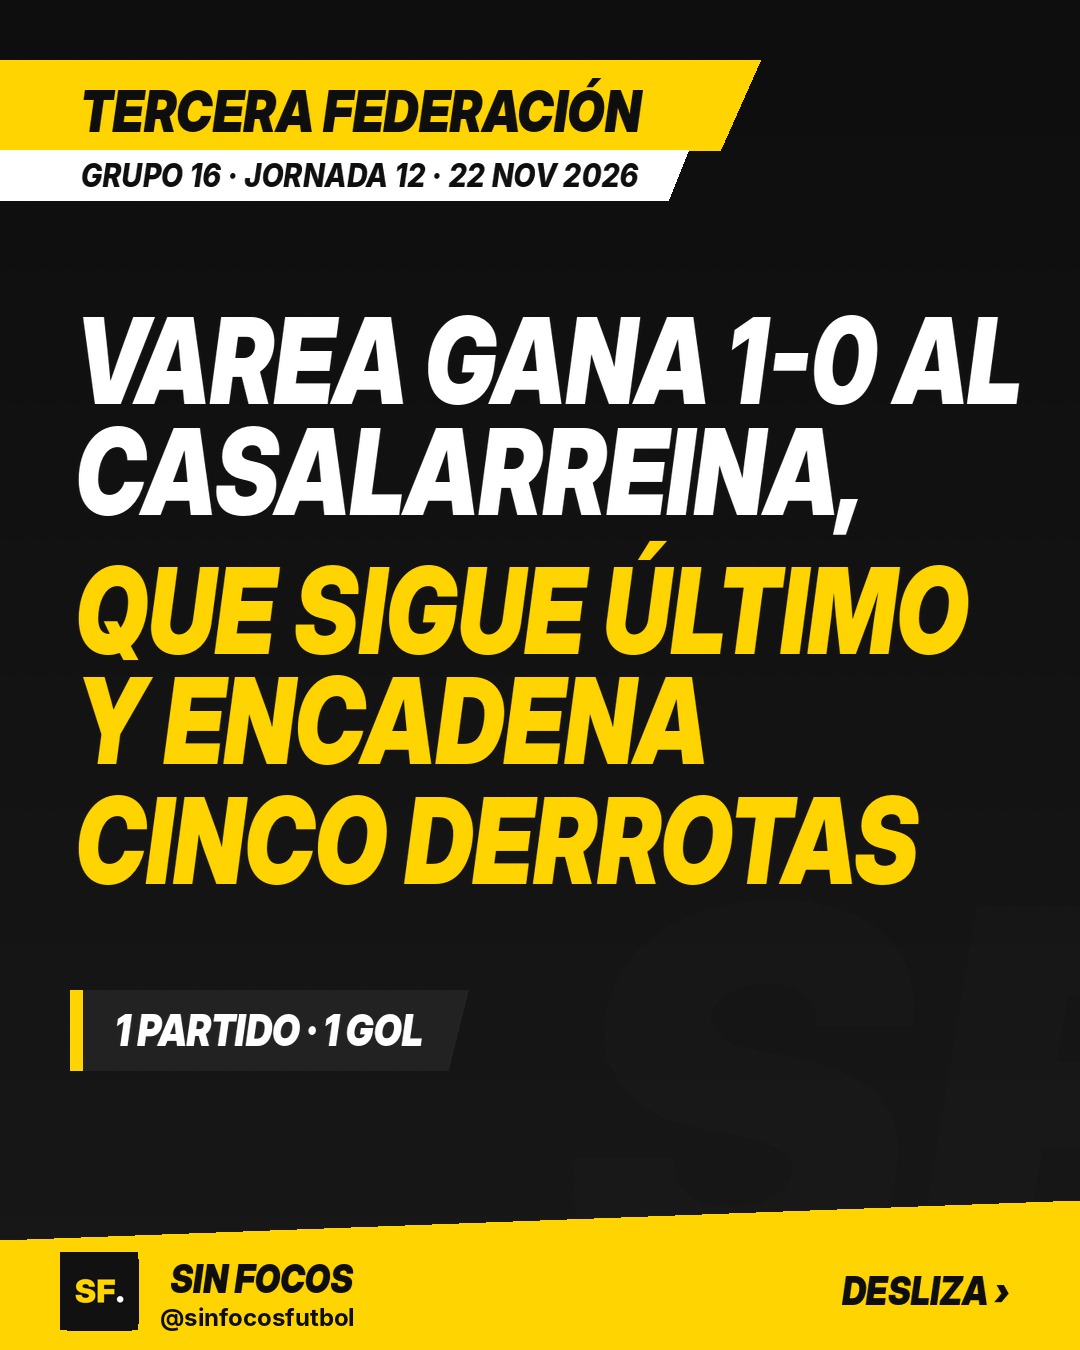 TERCERA FEDERACIÓN
GRUPO 16 · JORNADA 12 · 22 NOV 2026
VAREA GANA 1-0 AL
CASALARREINA,
QUE SIGUE ÚLTIMO
Y ENCADENA
CINCO DERROTAS
1 PARTIDO · 1 GOL
SF.
SIN FOCOS
@sinfocosfutbol
DESLIZA ›